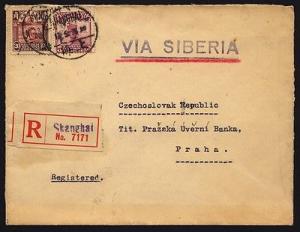 VIA SIBERIA
Czechoslovak Republic
Tit. Pražská Úvěrní Banka,
Praha.
R
Shanghai
No. 7171
Registered.